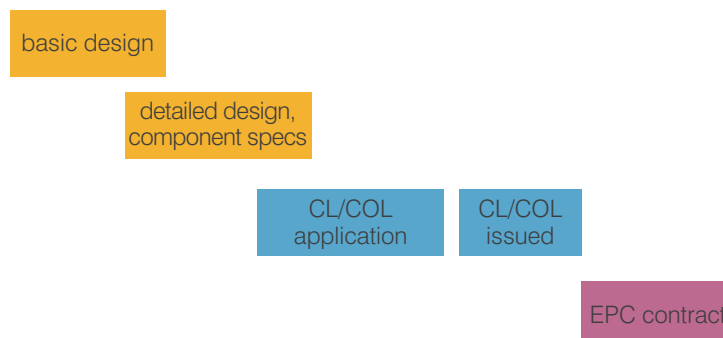 basic design
detailed design,
component specs
CL/COL
application
CL/COL
issued
EPC contract